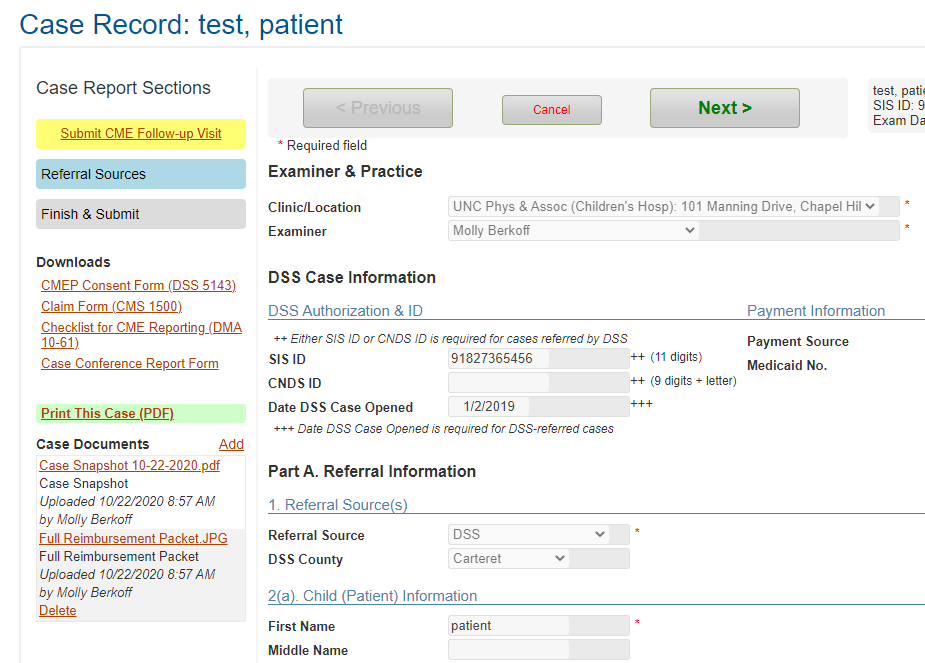 Case Record: test, patient
Case Report Sections
Submit CME Follow-up Visit
Referral Sources
Finish & Submit
Downloads
CMEP Consent Form (DSS 5143)
Claim Form (CMS 1500)
Checklist for CME Reporting (DMA
10-61)
Case Conference Report Form
Print This Case (PDF)
Case Documents Add
Case Snapshot 10-22-2020.pdf
Case Snapshot
Uploaded 10/22/2020 8:57 AM
by Molly Berkoff
Full Reimbursement Packet.JPG
Full Reimbursement Packet
Uploaded 10/22/2020 8:57 AM
by Molly Berkoff
Delete
< Previous Cancel Next >
test, patie
SIS ID: 9
Exam Da
* Required field
Examiner & Practice
Clinic/Location UNC Phys & Assoc (Children's Hosp): 101 Manning Drive, Chapel Hil *
Examiner Molly Berkoff *
DSS Case Information
DSS Authorization & ID
++ Either SIS ID or CNDS ID is required for cases referred by DSS
SIS ID 91827365456 ++ (11 digits)
CNDS ID ++ (9 digits + letter)
Date DSS Case Opened 1/2/2019 +++
+++ Date DSS Case Opened is required for DSS-referred cases
Payment Information
Payment Source
Medicaid No.
Part A. Referral Information
1. Referral Source(s)
Referral Source DSS *
DSS County Carteret
2(a). Child (Patient) Information
First Name patient *
Middle Name